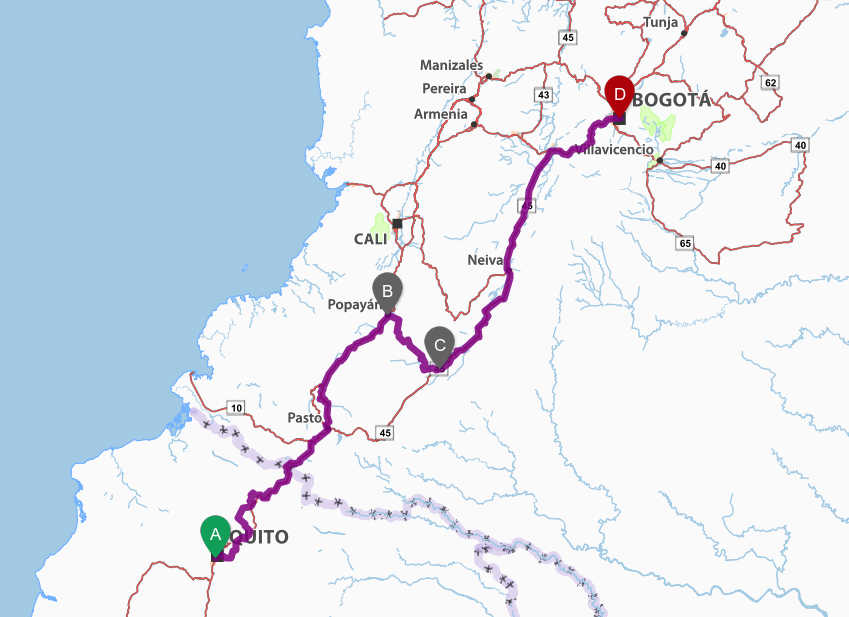 Tunja
45
Manizales
62
Pereira
43
D
BOGOTÁ
Armenia
40
Villavicencio
40
45
CALI
65
Neiva
B
Popayán
C
10
Pasto
45
A
QUITO